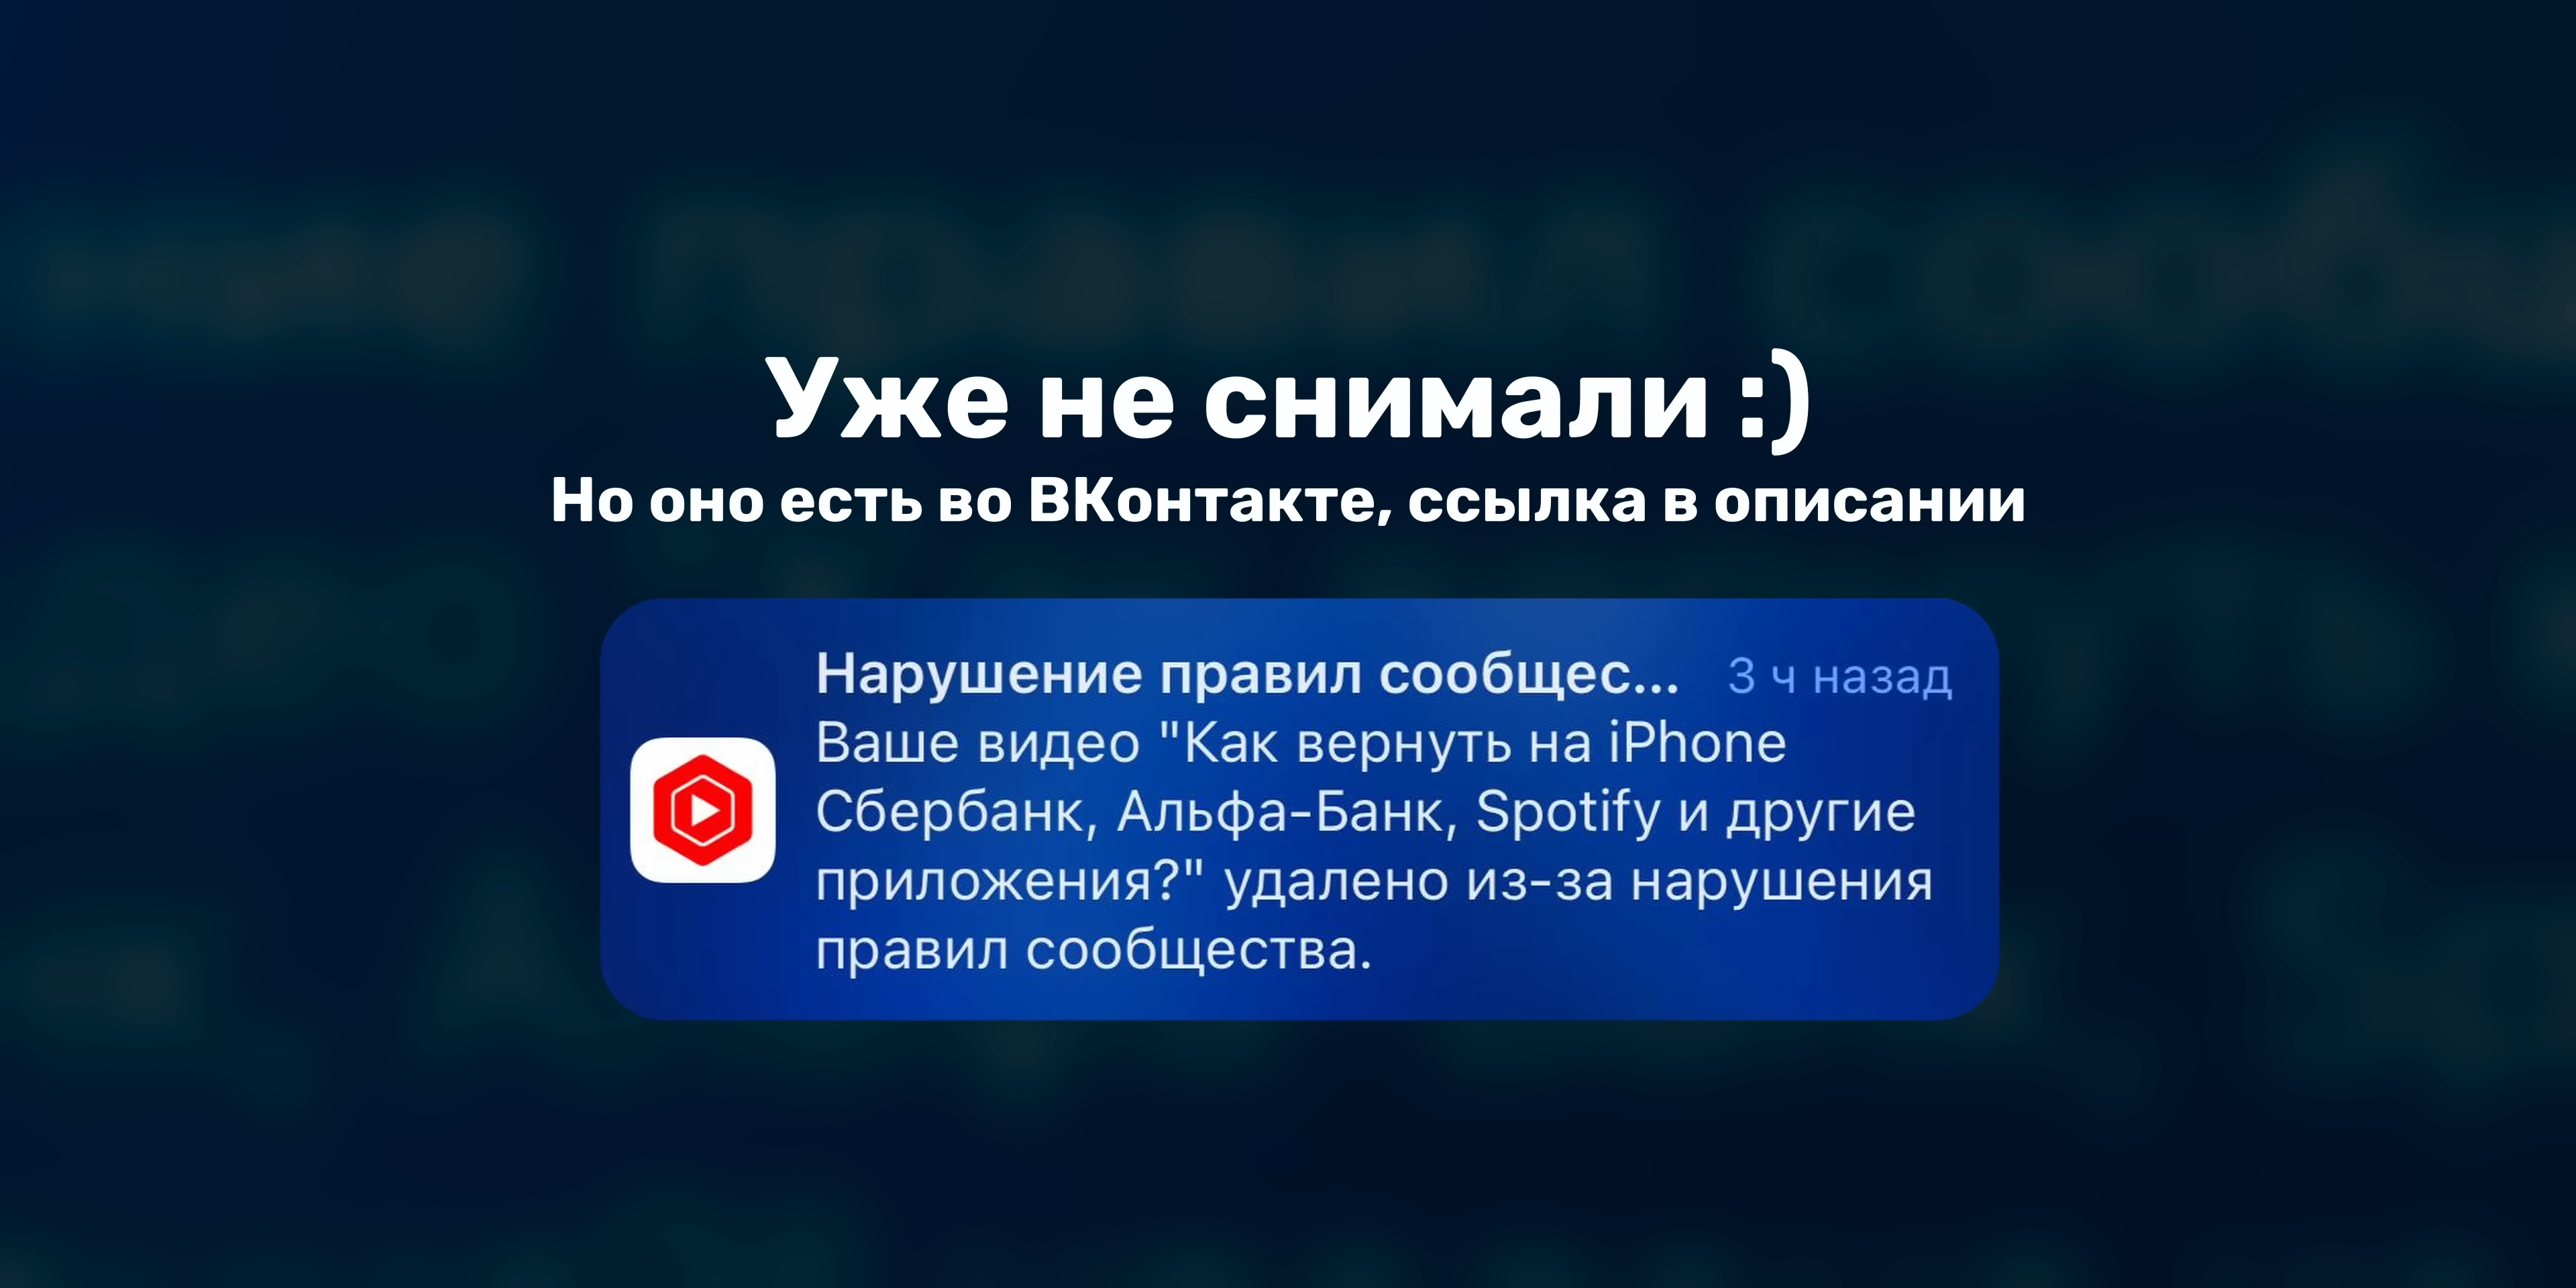 Уже не снимали :)
Но оно есть во ВКонтакте, ссылка в описании
Нарушение правил сообщес... 3 ч назад
Ваше видео "Как вернуть на iPhone
Сбербанк, Альфа-Банк, Spotify и другие
приложения?" удалено из-за нарушения
правил сообщества.